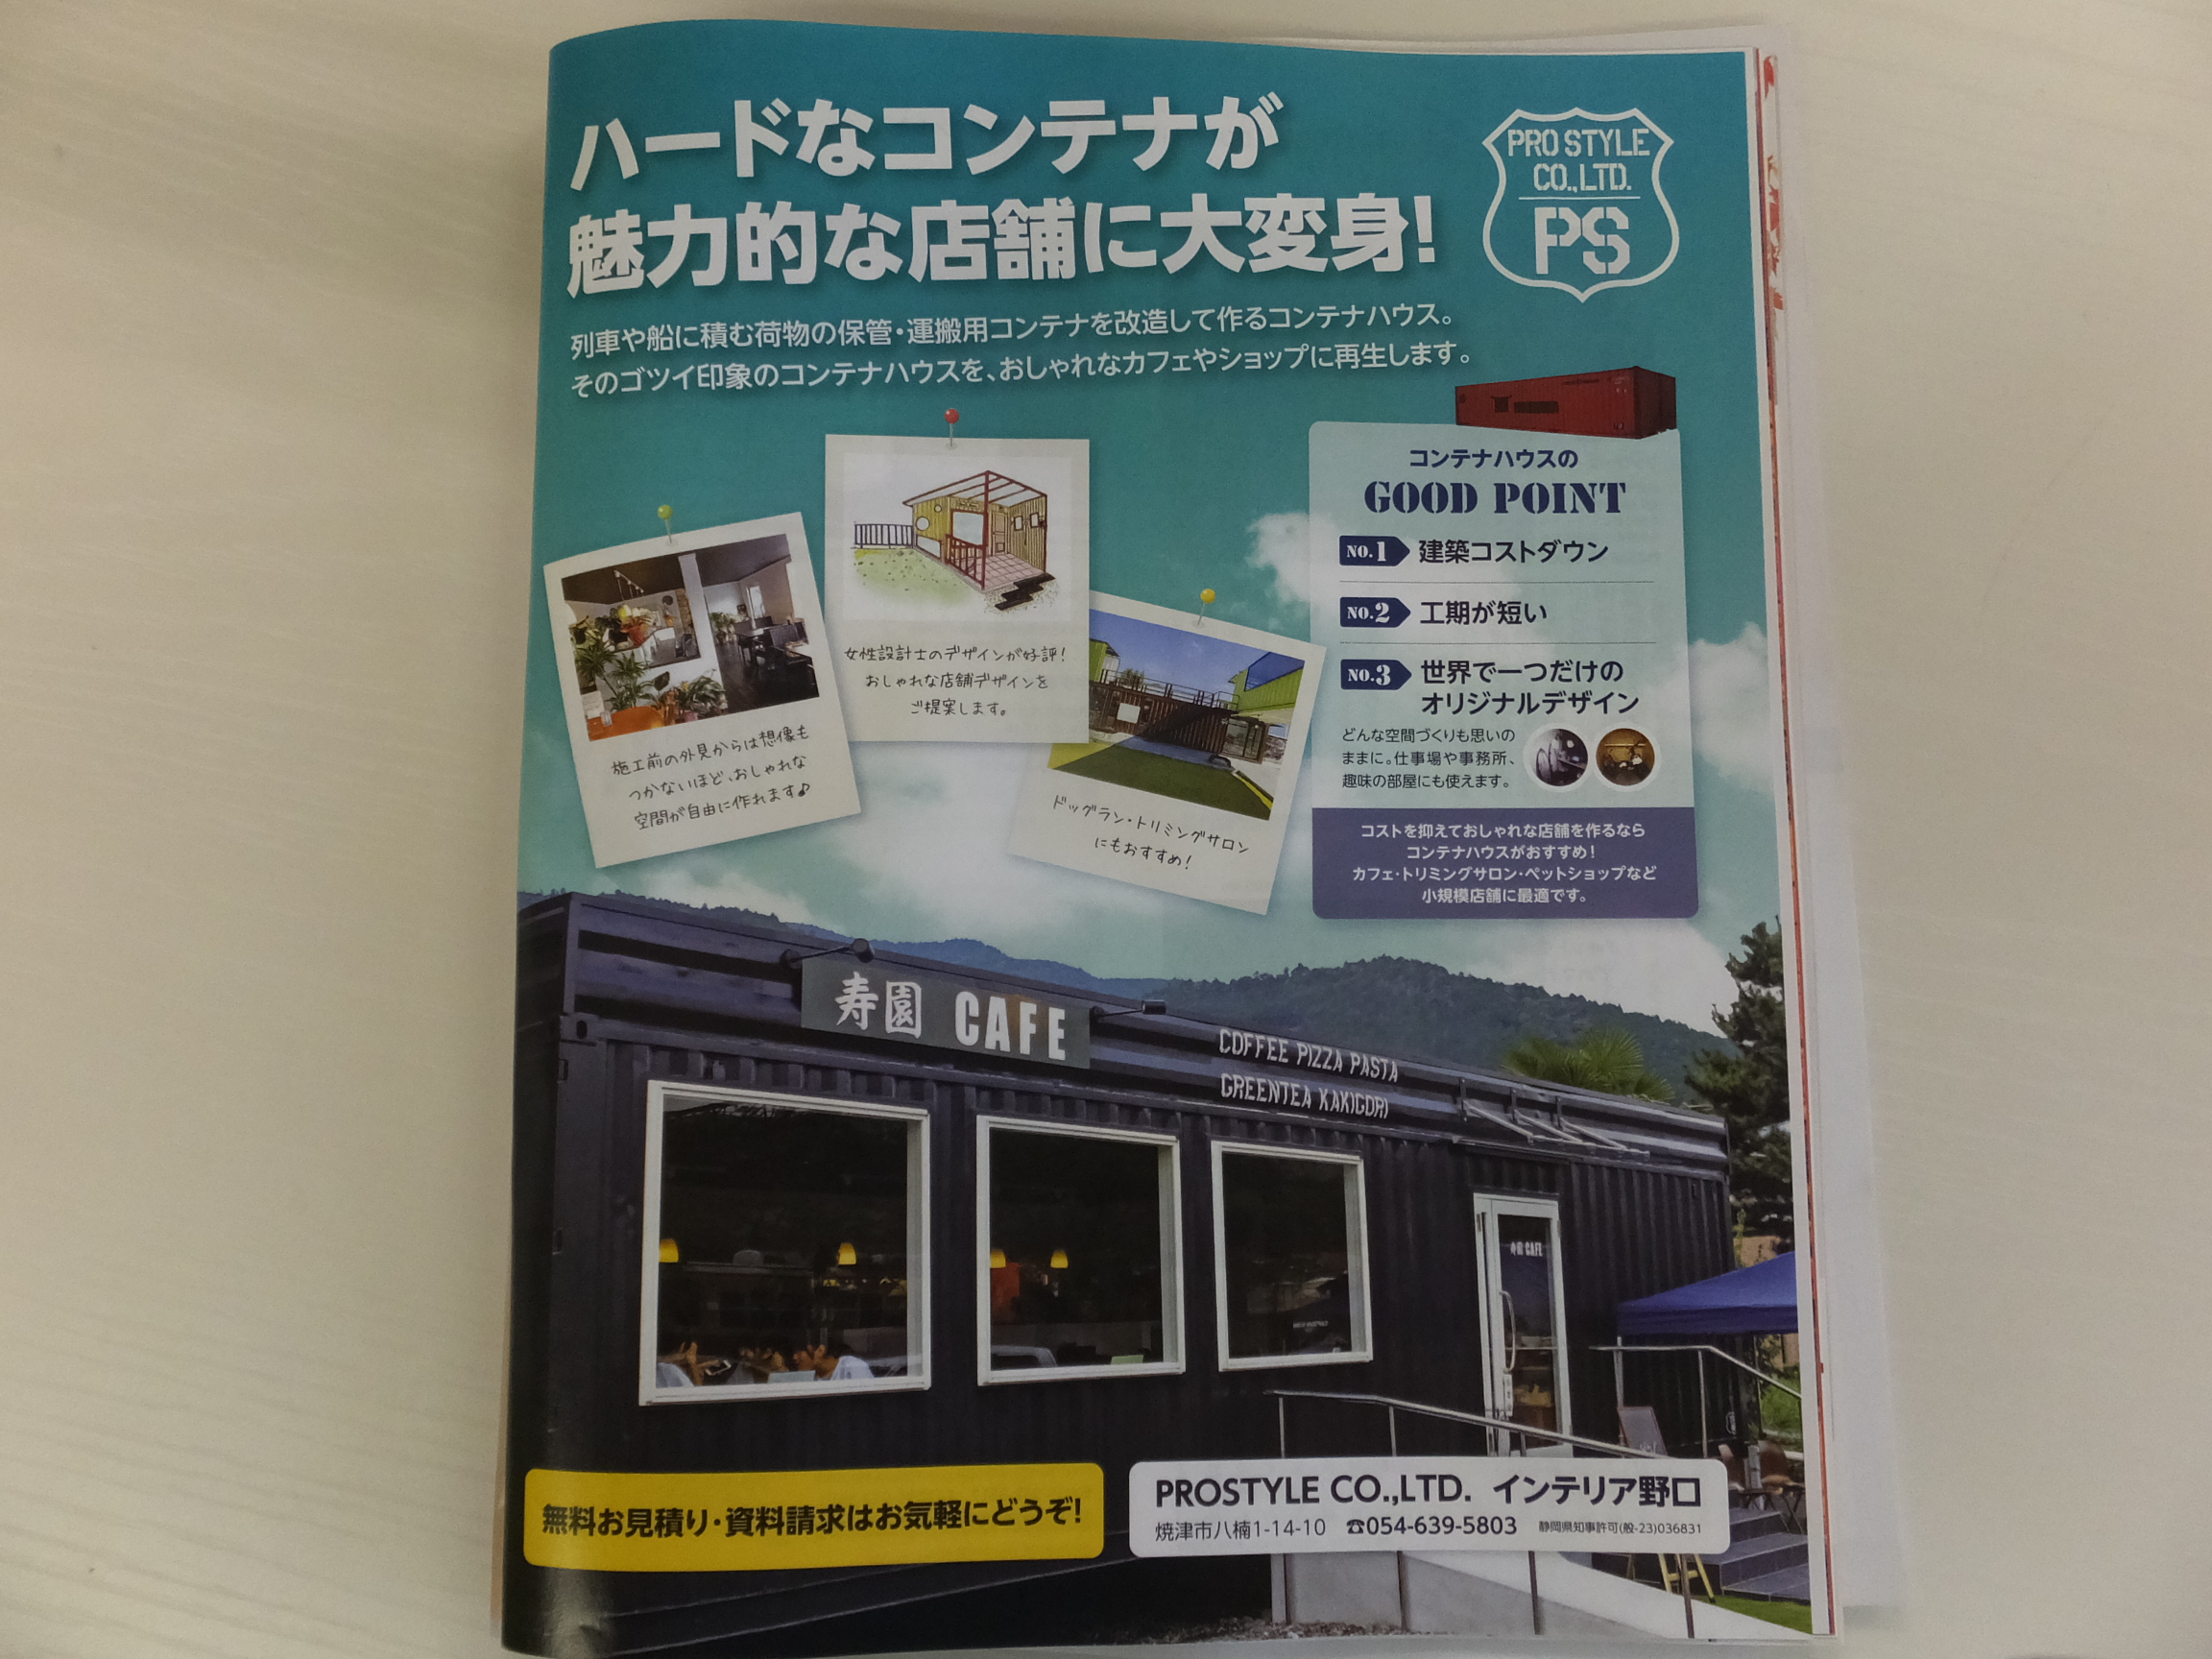 ハードなコンテナが
魅力的な店舗に大変身!
PRO STYLE
CO.,LTD.
PS
列車や船に積む荷物の保管・運搬用コンテナを改造して作るコンテナハウス。
そのゴツイ印象のコンテナハウスを、おしゃれなカフェやショップに再生します。
施工前の外見からは想像も
つかないほど、おしゃれな
空間が自由に作れます♪
女性設計士のデザインが好評!
おしゃれな店舗デザインを
ご提案します。
ドッグラン・トリミングサロン
にもおすすめ!
コンテナハウスの
GOOD POINT
NO.1 建築コストダウン
NO.2 工期が短い
NO.3 世界で一つだけの
オリジナルデザイン
どんな空間づくりも思いの
ままに。仕事場や事務所、
趣味の部屋にも使えます。
コストを抑えておしゃれな店舗を作るなら
コンテナハウスがおすすめ!
カフェ・トリミングサロン・ペットショップなど
小規模店舗に最適です。
寿園 CAFE
COFFEE PIZZA PASTA
GREENTEA KAKIGORI
寿園 CAFE
無料お見積り・資料請求はお気軽にどうぞ!
PROSTYLE CO.,LTD. インテリア野口
焼津市八楠1-14-10 ☎054-639-5803 静岡県知事許可(般-23)036831